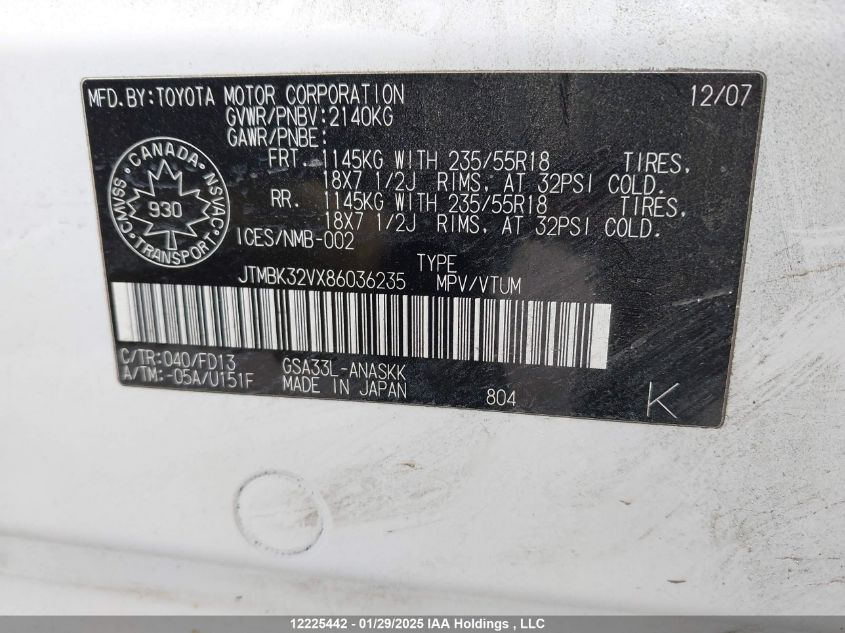 MFD.BY:TOYOTA MOTOR CORPORATION 12/07
GVWR/PNBV:2140KG
GAWR/PNBE:
FRT. 1145KG WITH 235/55R18 TIRES,
18X7 1/2J RIMS, AT 32PSI COLD.
RR. 1145KG WITH 235/55R18 TIRES,
18X7 1/2J RIMS, AT 32PSI COLD.
CANADA
CMVSS 930 NSVAC
TRANSPORT
ICES/NMB-002
TYPE
JTMBK32VX86036235 MPV/VTUM
C/TR:040/FD13 GSA33L-ANASKK
A/TM:-05A/U151F MADE IN JAPAN 804 K
12225442 - 01/29/2025 IAA Holdings , LLC